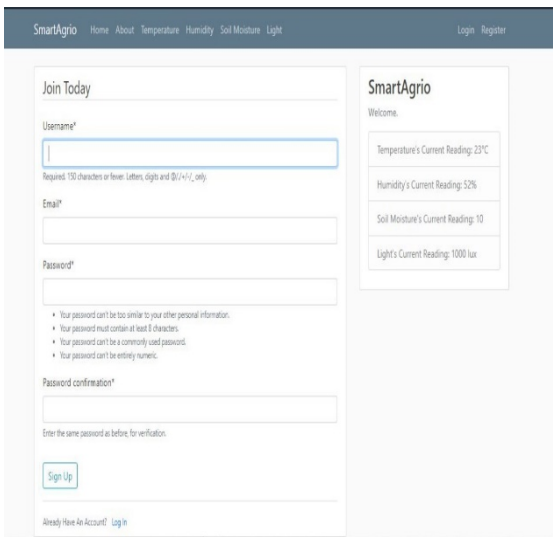 SmartAgrio Home About Temperature Humidity Soil Moisture Light Login Register
Join Today
Username*
Required. 150 characters or fewer. Letters, digits and @/./+/-/_ only.
Email*
Password*
Your password can't be too similar to your other personal information.
Your password must contain at least 8 characters.
Your password can't be a commonly used password.
Your password can't be entirely numeric.
Password confirmation*
Enter the same password as before, for verification.
Sign Up
Already Have An Account? Log In
SmartAgrio
Welcome.
Temperature's Current Reading: 23°C
Humidity's Current Reading: 52%
Soil Moisture's Current Reading: 10
Light's Current Reading: 1000 lux